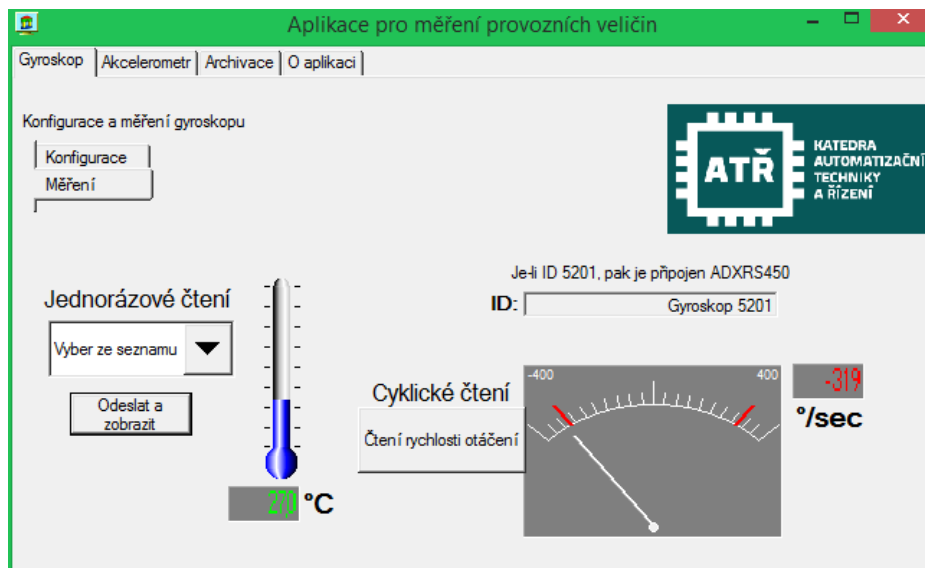 Aplikace pro měření provozních veličin
Gyroskop Akcelerometr Archivace O aplikaci
Konfigurace a měření gyroskopu
Konfigurace
Měření
ATŘ
KATEDRA
AUTOMATIZAČNÍ
TECHNIKY
A ŘÍZENÍ
Je-li ID 5201, pak je připojen ADXRS450
ID: Gyroskop 5201
Jednorázové čtení
Vyber ze seznamu
Odeslat a
zobrazit
27,0 °C
Cyklické čtení
Čtení rychlosti otáčení
-400 400
-319
°/sec